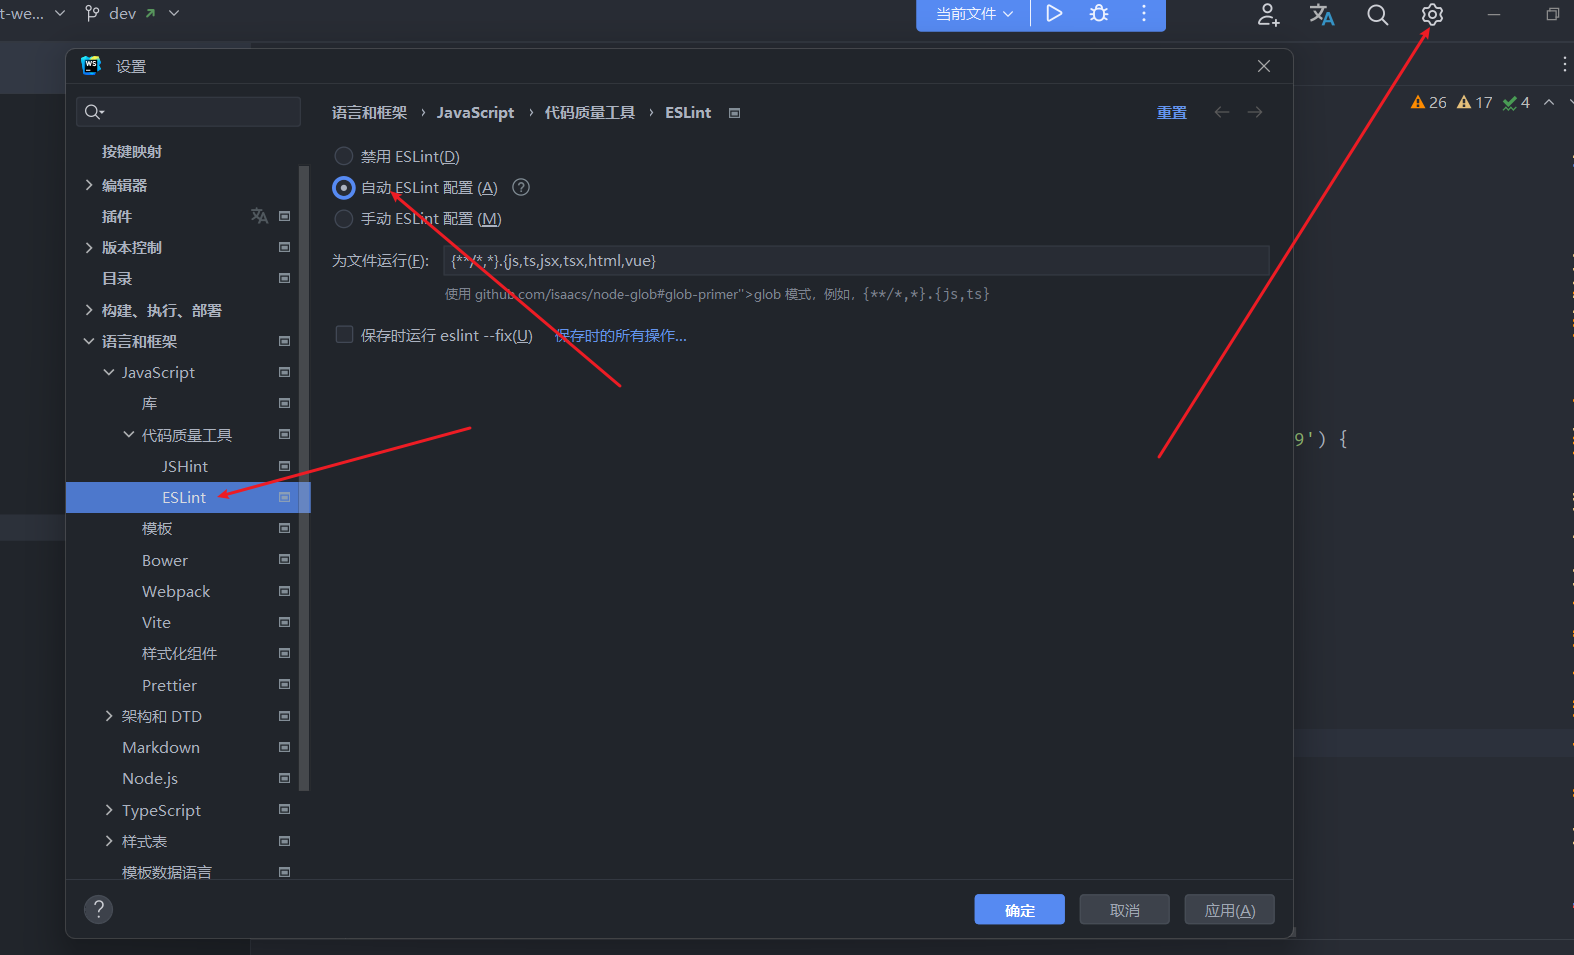 t-we...
dev
当前文件
设置
26
17
4
语言和框架 › JavaScript › 代码质量工具 › ESLint
重置
按键映射
编辑器
插件
版本控制
目录
构建、执行、部署
语言和框架
JavaScript
库
代码质量工具
JSHint
ESLint
模板
Bower
Webpack
Vite
样式化组件
Prettier
架构和 DTD
Markdown
Node.js
TypeScript
样式表
模板数据语言
禁用 ESLint(D)
自动 ESLint 配置 (A)
手动 ESLint 配置 (M)
为文件运行(F):
{**/*,*}.{js,ts,jsx,tsx,html,vue}
使用 github.com/isaacs/node-glob#glob-primer">glob 模式，例如，{**/*,*}.{js,ts}
保存时运行 eslint --fix(U)
保存时的所有操作...
9') {
?
确定
取消
应用(A)